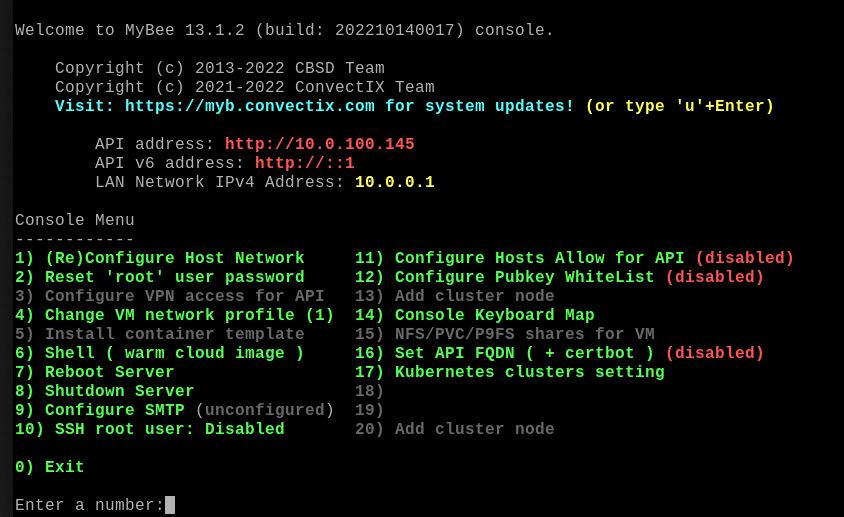 Welcome to MyBee 13.1.2 (build: 202210140017) console.
Copyright (c) 2013-2022 CBSD Team
Copyright (c) 2021-2022 ConvectIX Team
Visit: https://myb.convectix.com for system updates! (or type 'u'+Enter)
API address: http://10.0.100.145
API v6 address: http://::1
LAN Network IPv4 Address: 10.0.0.1
Console Menu
------------
1) (Re)Configure Host Network     11) Configure Hosts Allow for API (disabled)
2) Reset 'root' user password     12) Configure Pubkey WhiteList (disabled)
3) Configure VPN access for API   13) Add cluster node
4) Change VM network profile (1)  14) Console Keyboard Map
5) Install container template     15) NFS/PVC/P9FS shares for VM
6) Shell ( warm cloud image )     16) Set API FQDN ( + certbot ) (disabled)
7) Reboot Server                  17) Kubernetes clusters setting
8) Shutdown Server                18)
9) Configure SMTP (unconfigured)  19)
10) SSH root user: Disabled       20) Add cluster node
0) Exit
Enter a number: